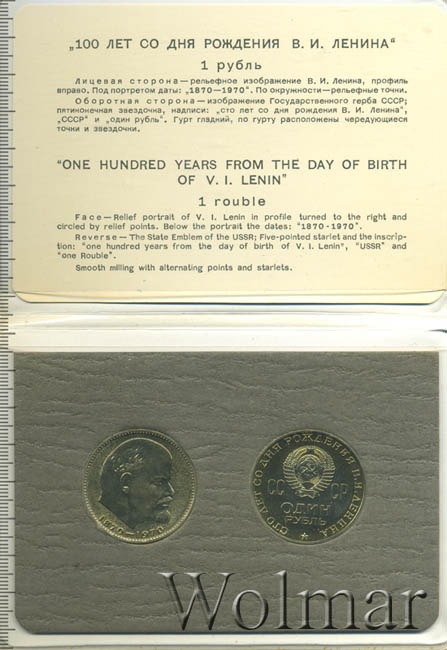 „100 ЛЕТ СО ДНЯ РОЖДЕНИЯ В. И. ЛЕНИНА“
1 рубль
Лицевая сторона—рельефное изображение В. И. Ленина, профиль
вправо. Под портретом даты: „1870—1970“. По окружности—рельефные точки.
Оборотная сторона—изображение Государственного герба СССР;
пятиконечная звездочка, надписи: „сто лет со дня рождения В. И. Ленина“,
„СССР“ и „один рубль“. Гурт гладкий, по гурту расположены чередующиеся
точки и звездочки.
"ONE HUNDRED YEARS FROM THE DAY OF BIRTH
OF V. I. LENIN"
1 rouble
Face—Relief portrait of V. I. Lenin in profile turned to the right and
circled by relief points. Below the portrait the dates: "1870-1970".
Reverse—The State Emblem of the USSR; Five-pointed starlet and the inscrip-
tion: "one hundred years from the day of birth of V. I. Lenin", "USSR" and
"one Rouble".
Smooth milling with alternating points and starlets.
1870-1970
СТО ЛЕТ СО ДНЯ РОЖДЕНИЯ В.И.ЛЕНИНА
СС СР
ОДИН
РУБЛЬ
Wolmar